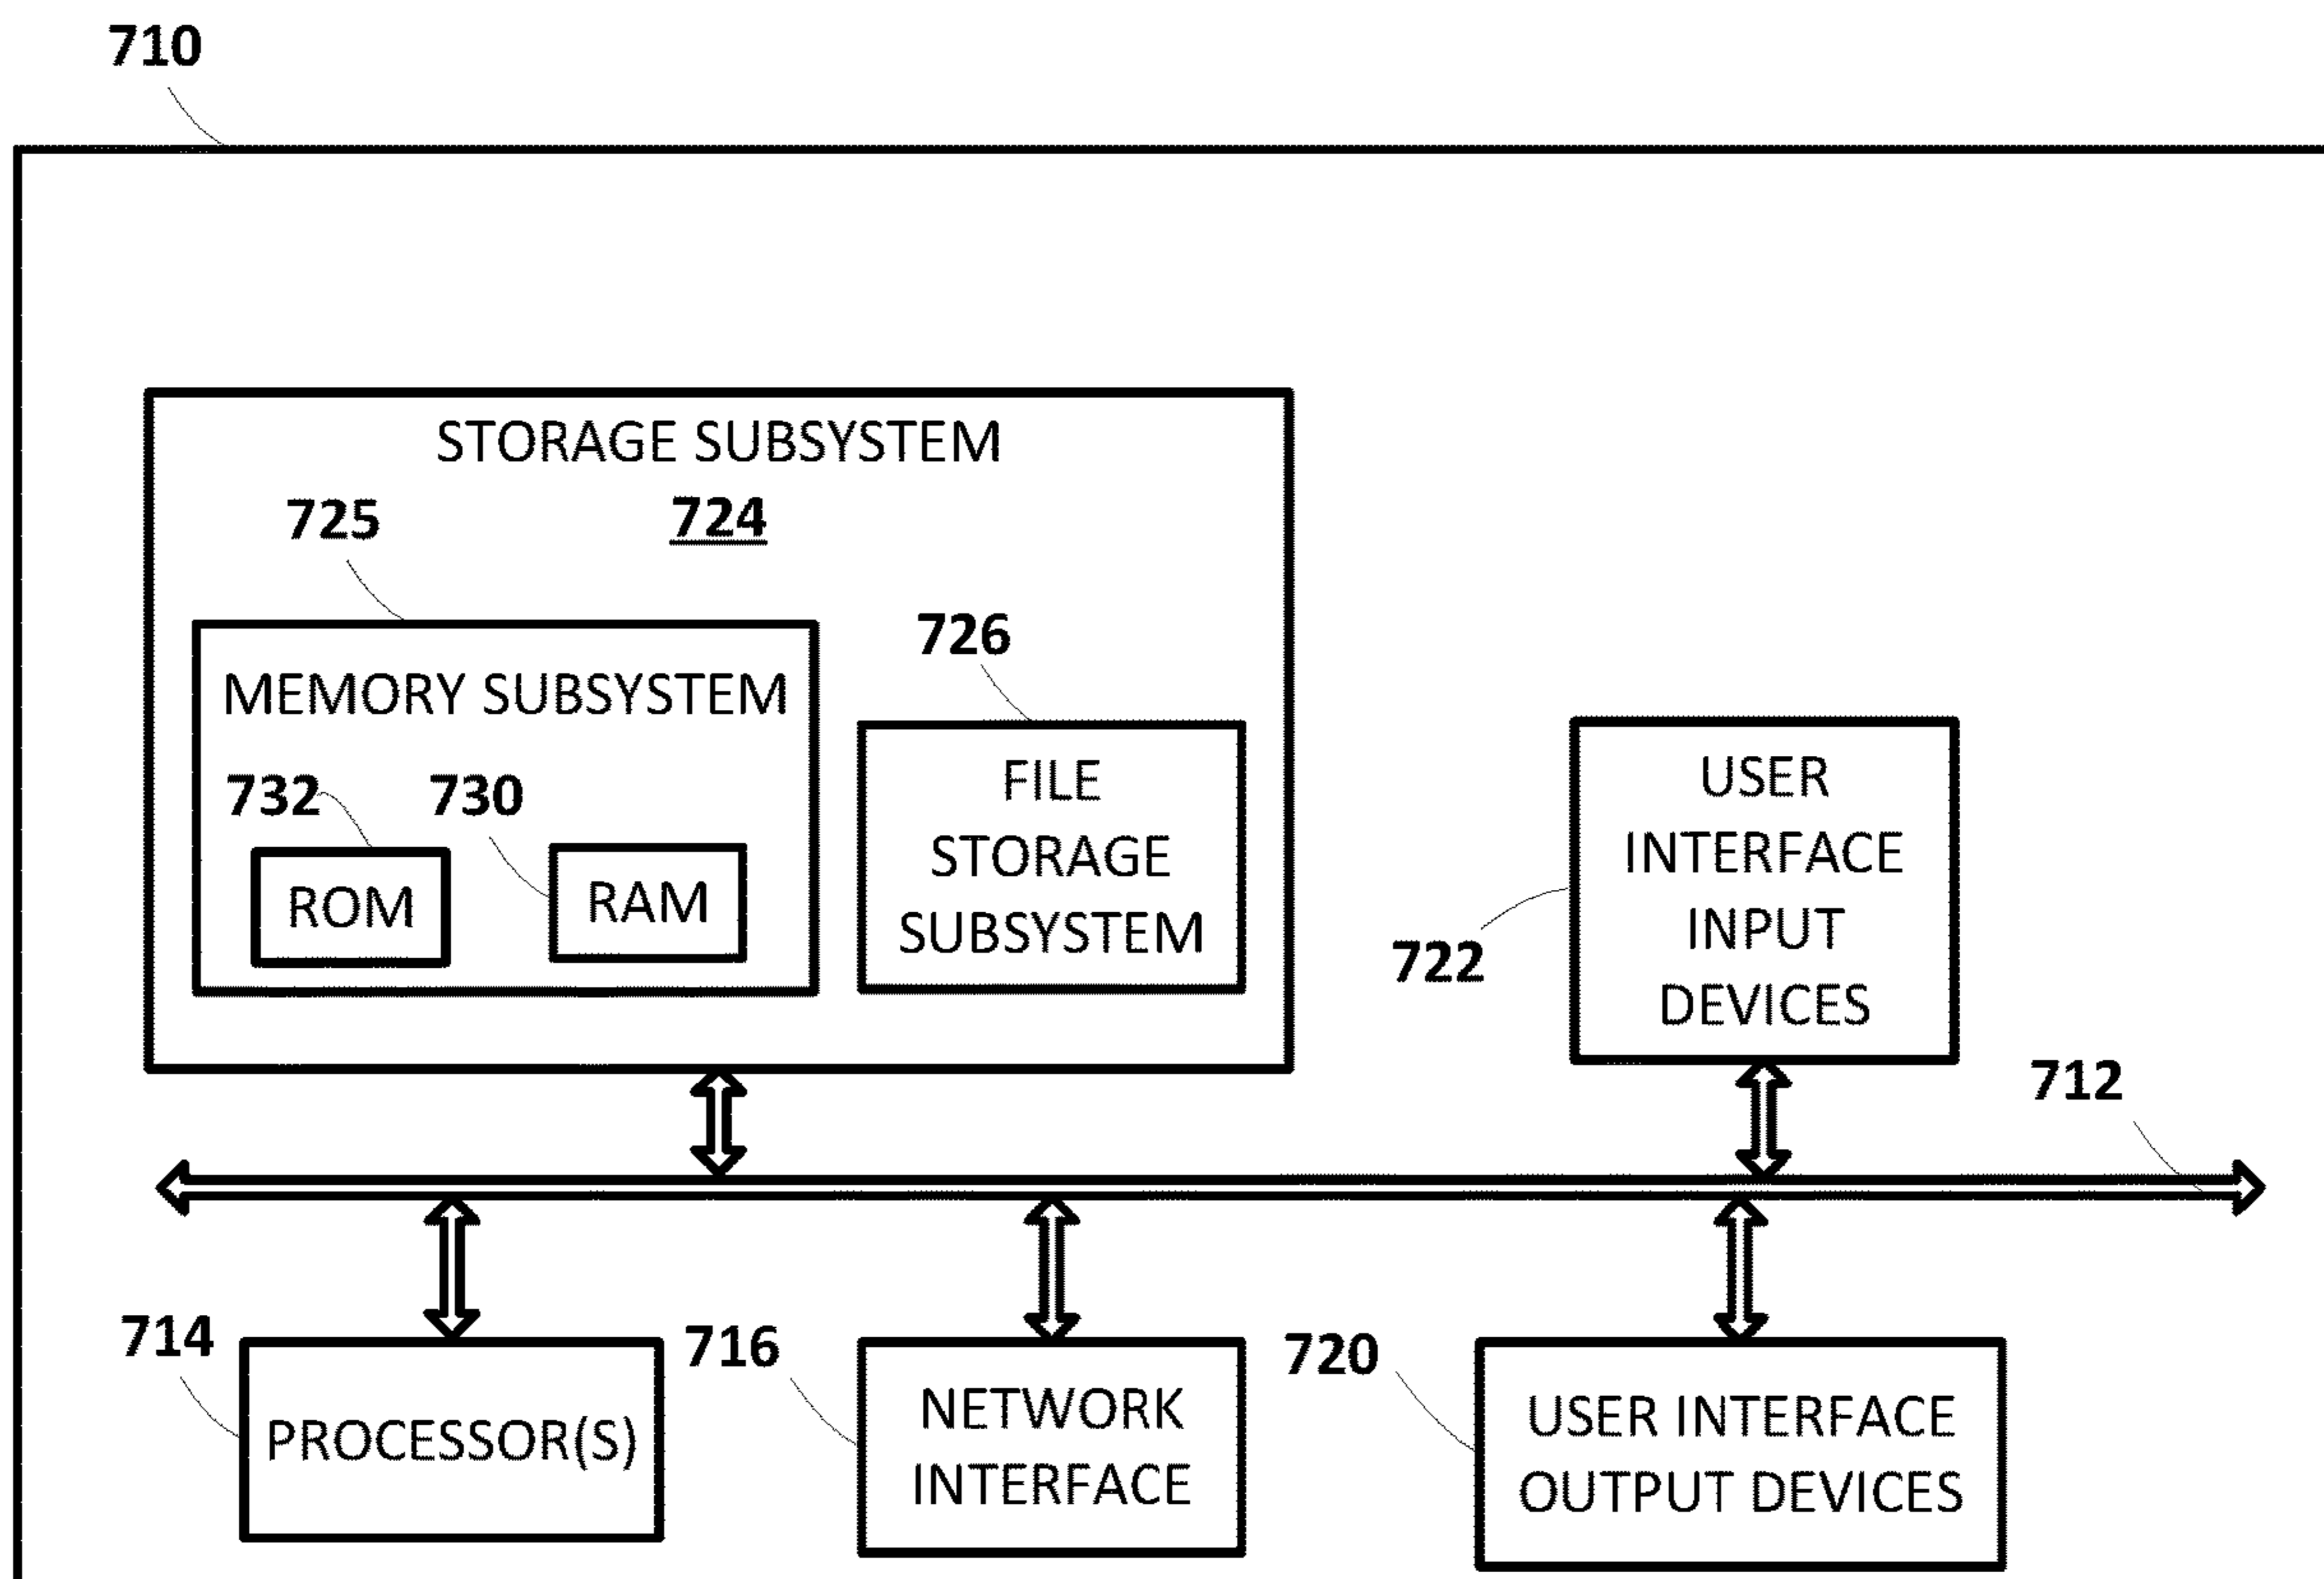 710
STORAGE SUBSYSTEM
724
725
MEMORY SUBSYSTEM
732
730
ROM
RAM
726
FILE
STORAGE
SUBSYSTEM
USER
INTERFACE
INPUT
DEVICES
722
712
714
PROCESSOR(S)
716
NETWORK
INTERFACE
720
USER INTERFACE
OUTPUT DEVICES